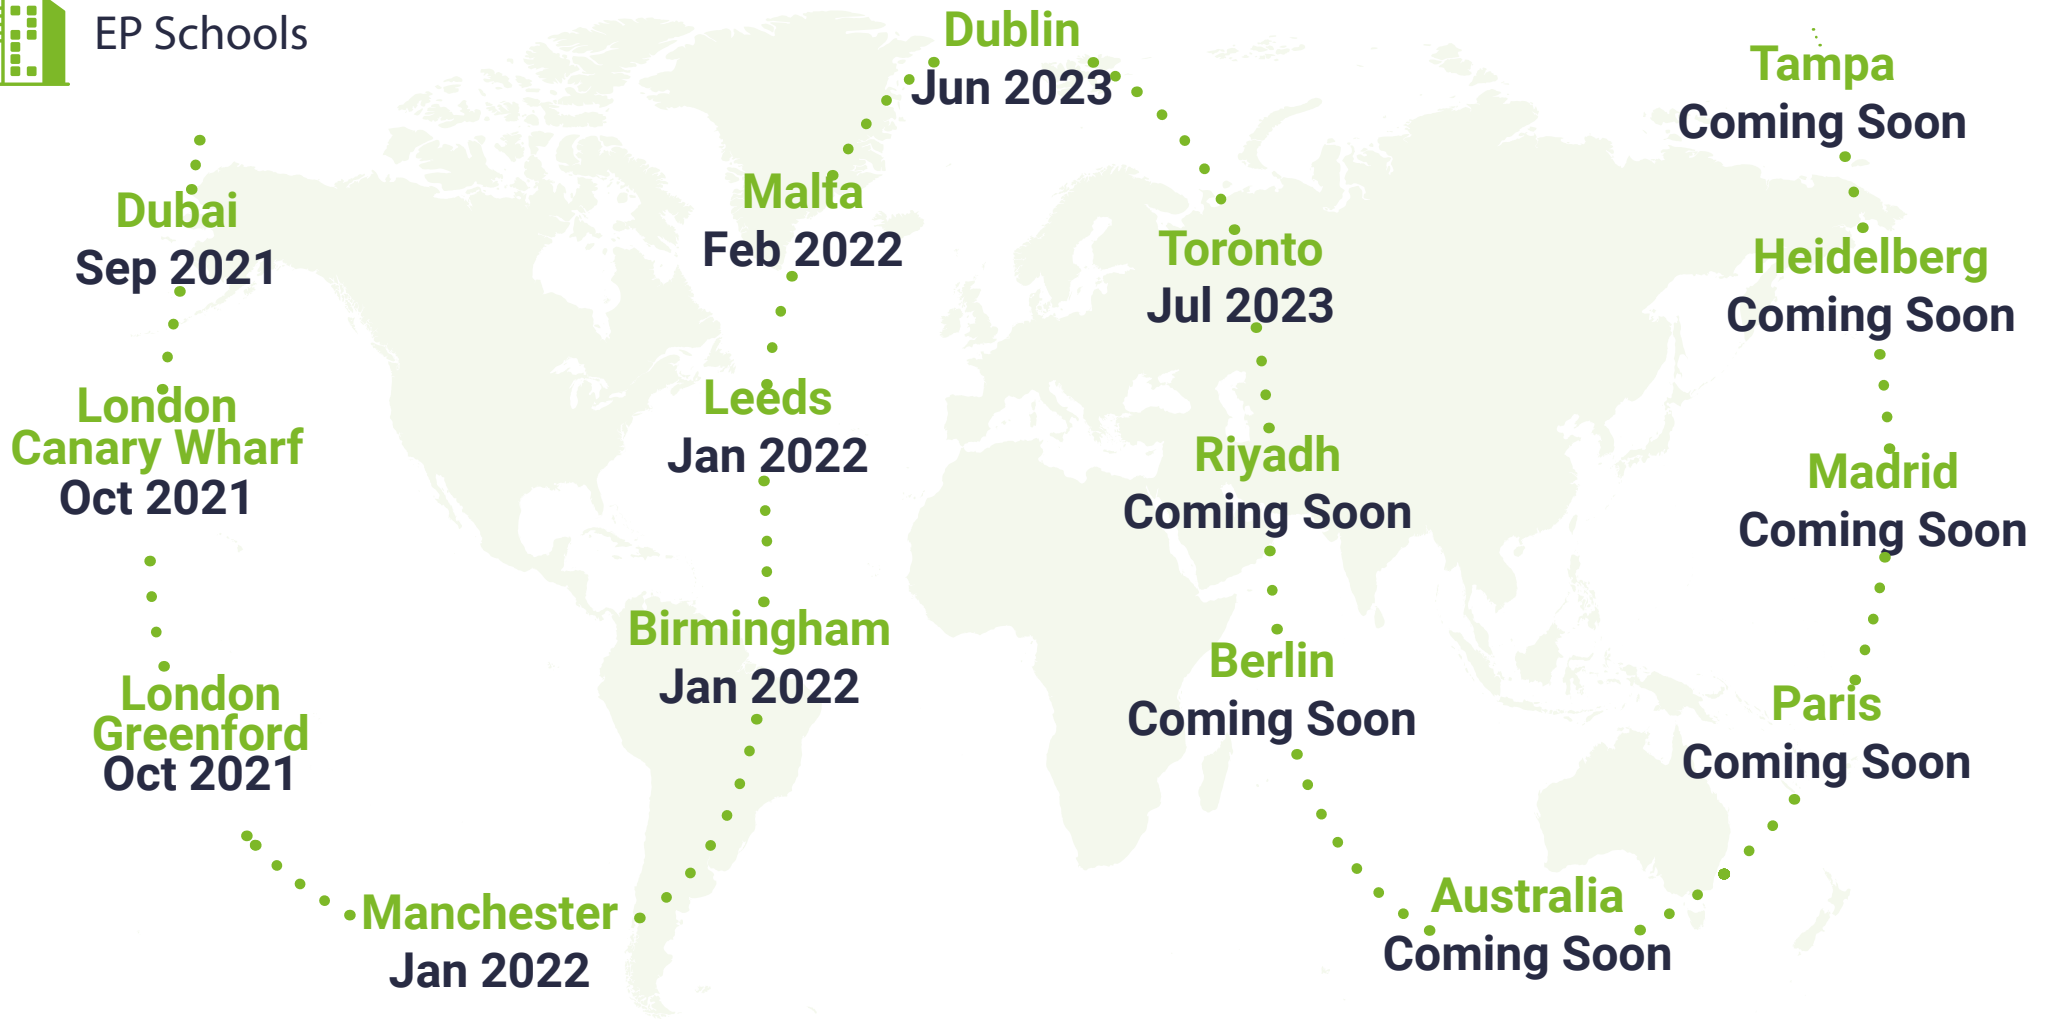 EP Schools
Dubai
Sep 2021
London
Canary Wharf
Oct 2021
London
Greenford
Oct 2021
Manchester
Jan 2022
Birmingham
Jan 2022
Leeds
Jan 2022
Malta
Feb 2022
Dublin
Jun 2023
Toronto
Jul 2023
Riyadh
Coming Soon
Berlin
Coming Soon
Australia
Coming Soon
Paris
Coming Soon
Madrid
Coming Soon
Heidelberg
Coming Soon
Tampa
Coming Soon